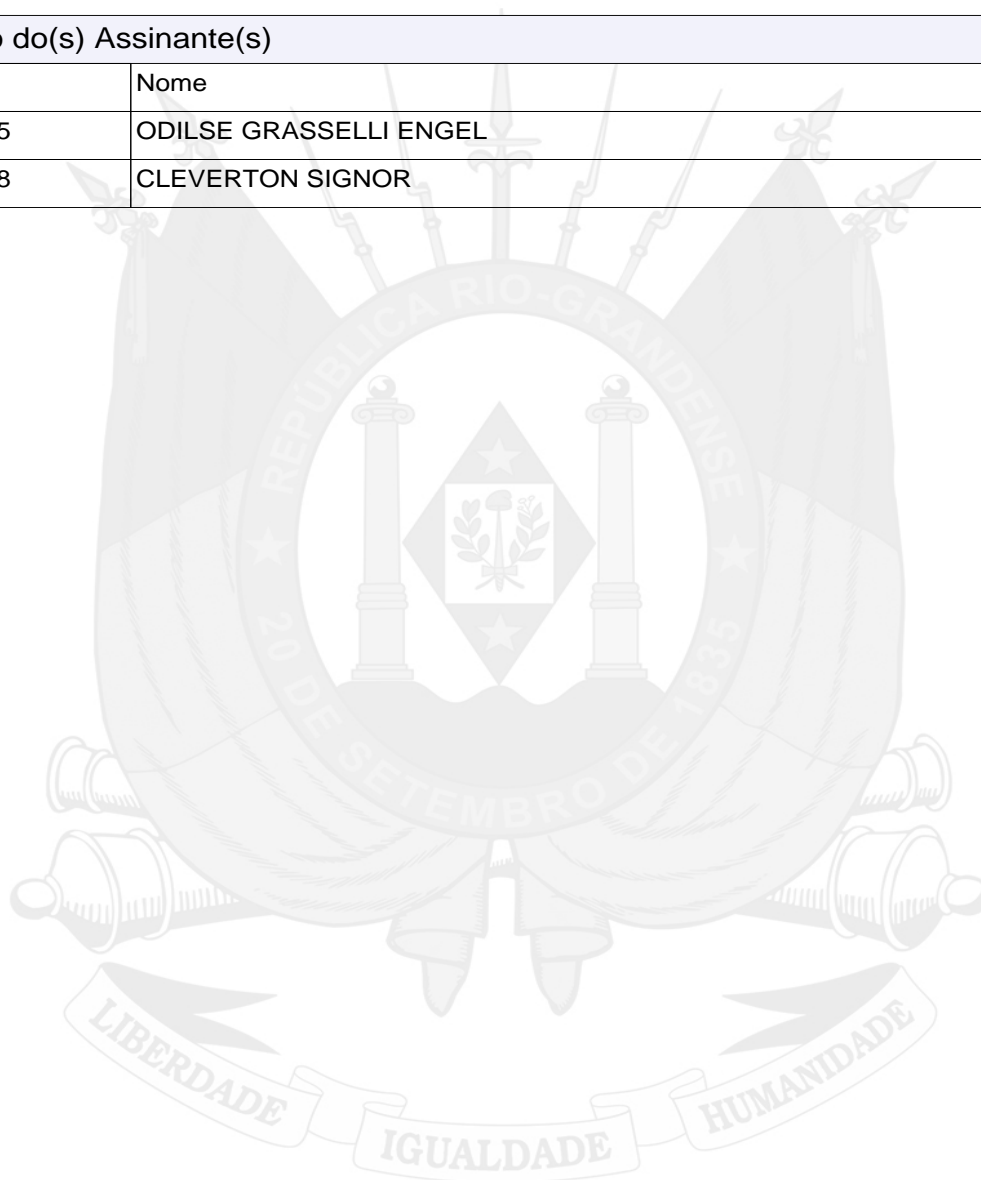 o do(s) Assinante(s)
Nome
5 ODILSE GRASSELLI ENGEL
8 CLEVERTON SIGNOR
REPÚBLICA RIO-GRANDENSE
★ 20 DE SETEMBRO DE 1835 ★
LIBERDADE IGUALDADE HUMANIDADE